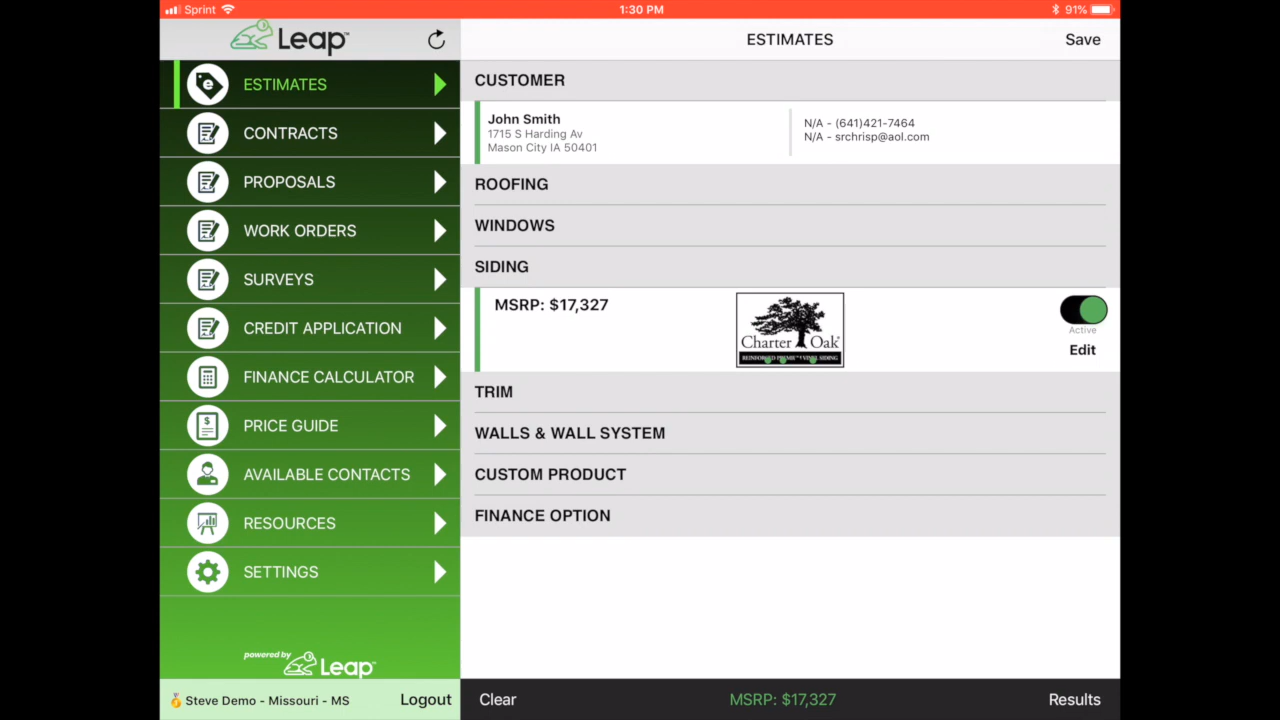 Sprint
1:30 PM
91%
Leap™
ESTIMATES
Save
ESTIMATES
CONTRACTS
PROPOSALS
WORK ORDERS
SURVEYS
CREDIT APPLICATION
FINANCE CALCULATOR
PRICE GUIDE
AVAILABLE CONTACTS
RESOURCES
SETTINGS
powered by
Leap™
Steve Demo - Missouri - MS
Logout
CUSTOMER
John Smith
1715 S Harding Av
Mason City IA 50401
N/A - (641)421-7464
N/A - srchrisp@aol.com
ROOFING
WINDOWS
SIDING
MSRP: $17,327
Charter Oak
Active
Edit
TRIM
WALLS & WALL SYSTEM
CUSTOM PRODUCT
FINANCE OPTION
Clear
MSRP: $17,327
Results